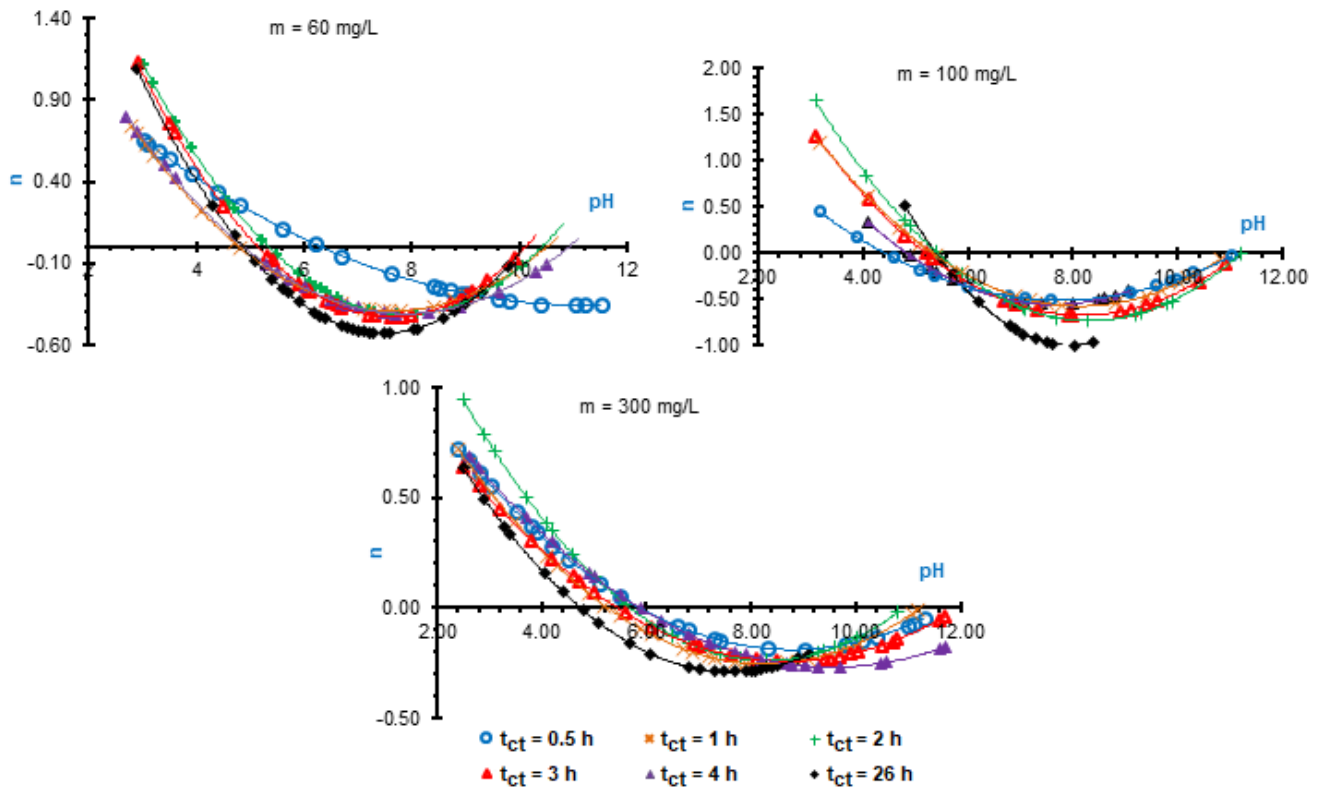 m = 60 mg/L
1.40
0.90
0.40
-0.10
-0.60
n
pH
2
4
6
8
10
12
m = 100 mg/L
2.00
1.50
1.00
0.50
0.00
-0.50
-1.00
n
pH
2.00
4.00
6.00
8.00
10.00
12.00
m = 300 mg/L
1.00
0.50
0.00
-0.50
n
pH
2.00
4.00
6.00
8.00
10.00
12.00
tct = 0.5 h
tct = 1 h
tct = 2 h
tct = 3 h
tct = 4 h
tct = 26 h